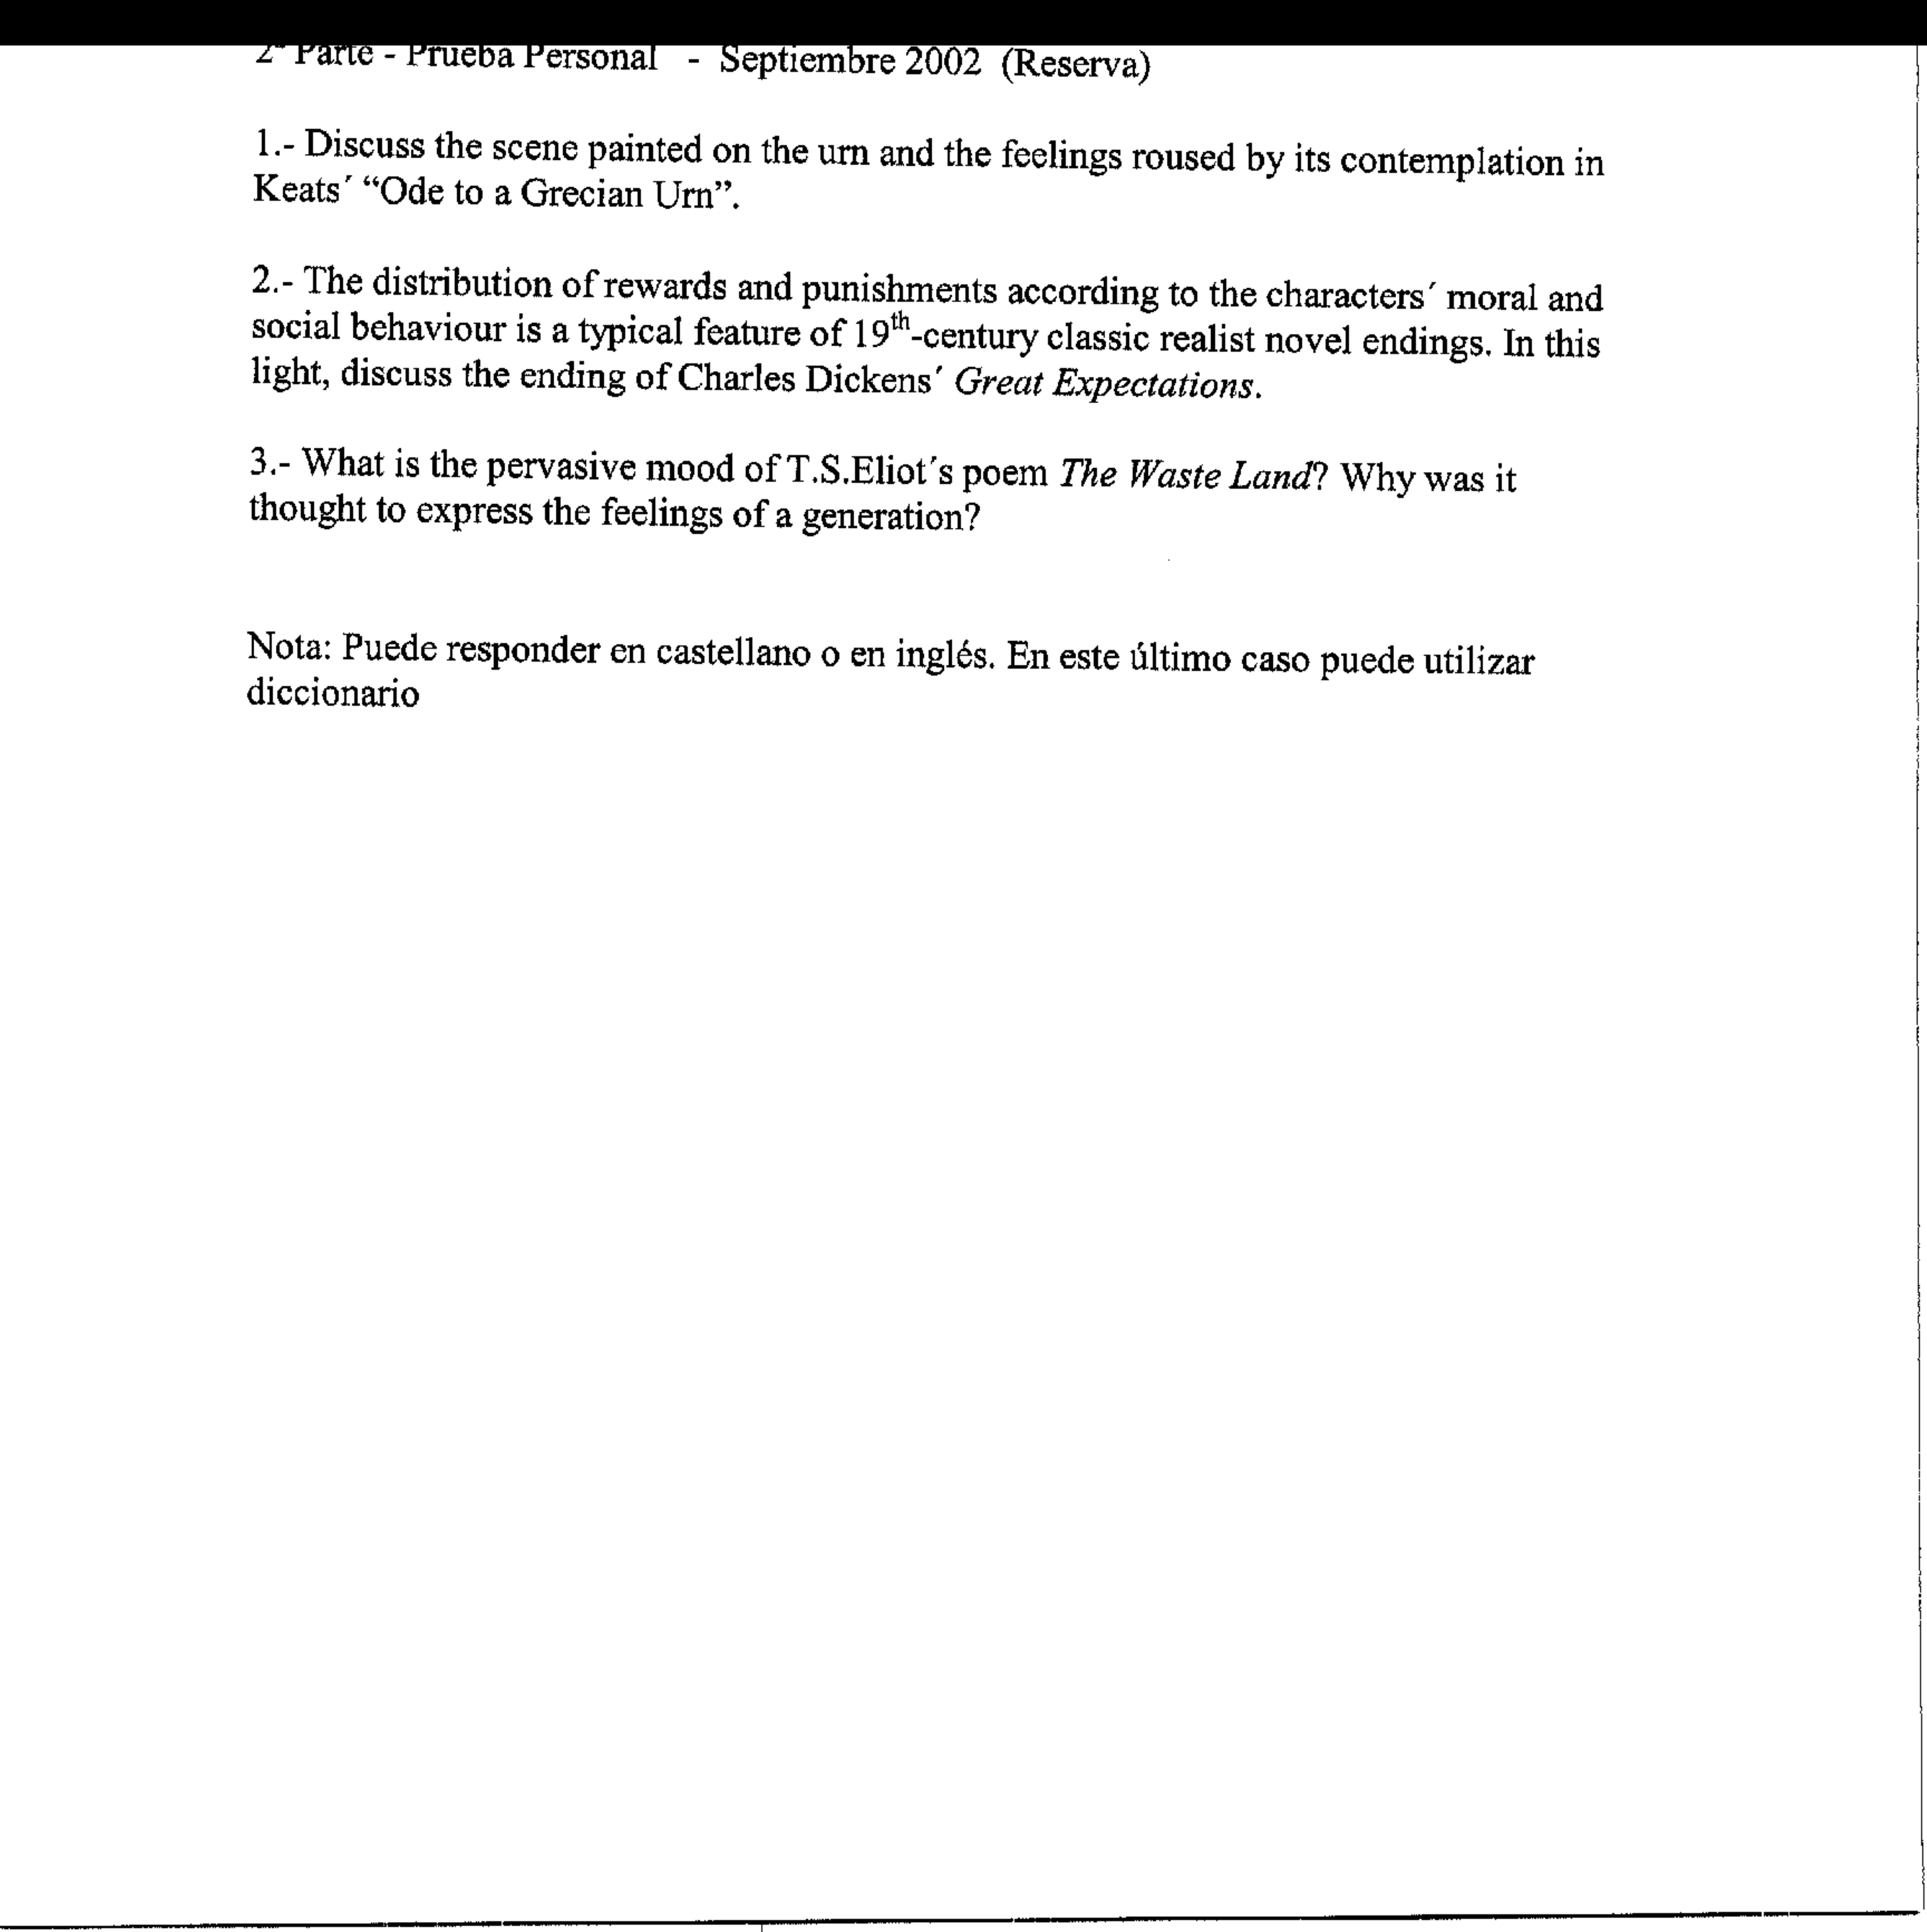 2ª Parte - Prueba Personal - Septiembre 2002 (Reserva)
1.- Discuss the scene painted on the urn and the feelings roused by its contemplation in
Keats´ “Ode to a Grecian Urn”.
2.- The distribution of rewards and punishments according to the characters´ moral and
social behaviour is a typical feature of 19th-century classic realist novel endings. In this
light, discuss the ending of Charles Dickens´ Great Expectations.
3.- What is the pervasive mood of T.S.Eliot´s poem The Waste Land? Why was it
thought to express the feelings of a generation?
Nota: Puede responder en castellano o en inglés. En este último caso puede utilizar
diccionario